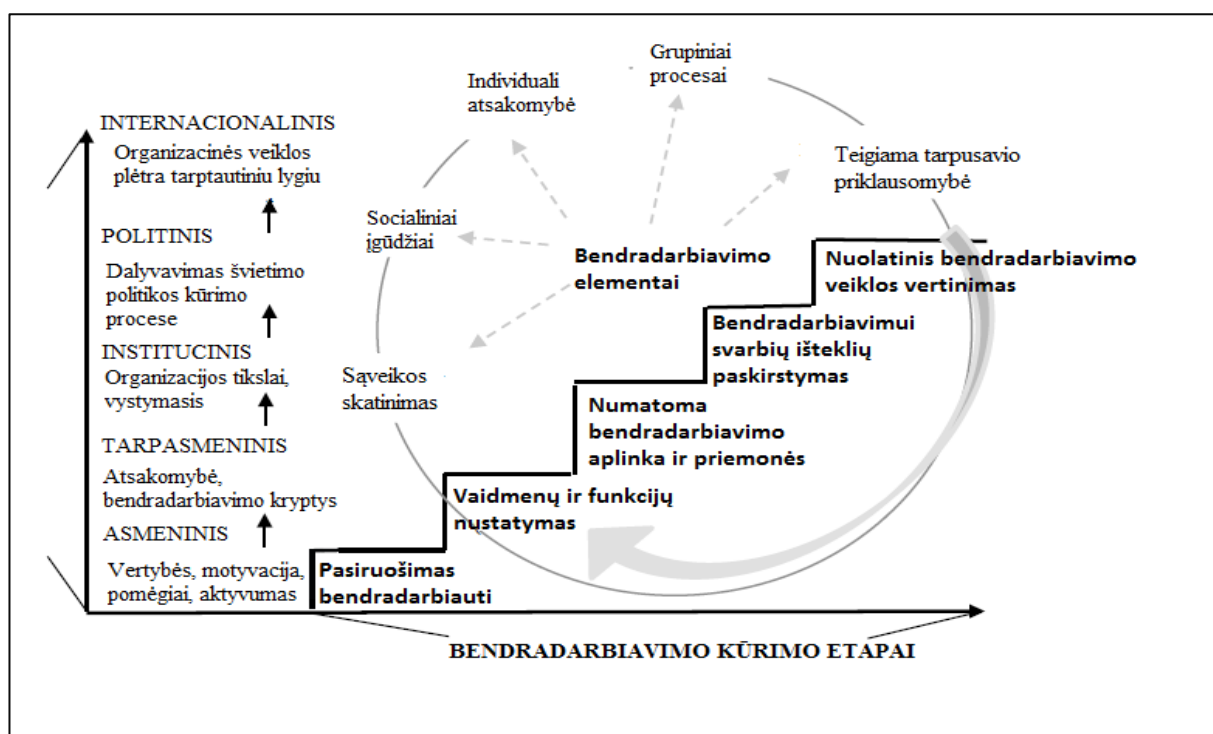 INTERNACIONALINIS
Organizacinės veiklos
plėtra tarptautiniu lygiu
POLITINIS
Dalyvavimas švietimo
politikos kūrimo
procese
INSTITUCINIS
Organizacijos tikslai,
vystymasis
TARPASMENINIS
Atsakomybė,
bendradarbiavimo kryptys
ASMENINIS
Vertybės, motyvacija,
pomėgiai, aktyvumas
Grupiniai
procesai
Individuali
atsakomybė
Teigiama tarpusavio
priklausomybė
Socialiniai
įgūdžiai
Bendradarbiavimo
elementai
Sąveikos
skatinimas
Nuolatinis bendradarbiavimo
veiklos vertinimas
Bendradarbiavimui
svarbių išteklių
paskirstymas
Numatoma
bendradarbiavimo
aplinka ir priemonės
Vaidmenų ir funkcijų
nustatymas
Pasiruošimas
bendradarbiauti
BENDRADARBIAVIMO KŪRIMO ETAPAI